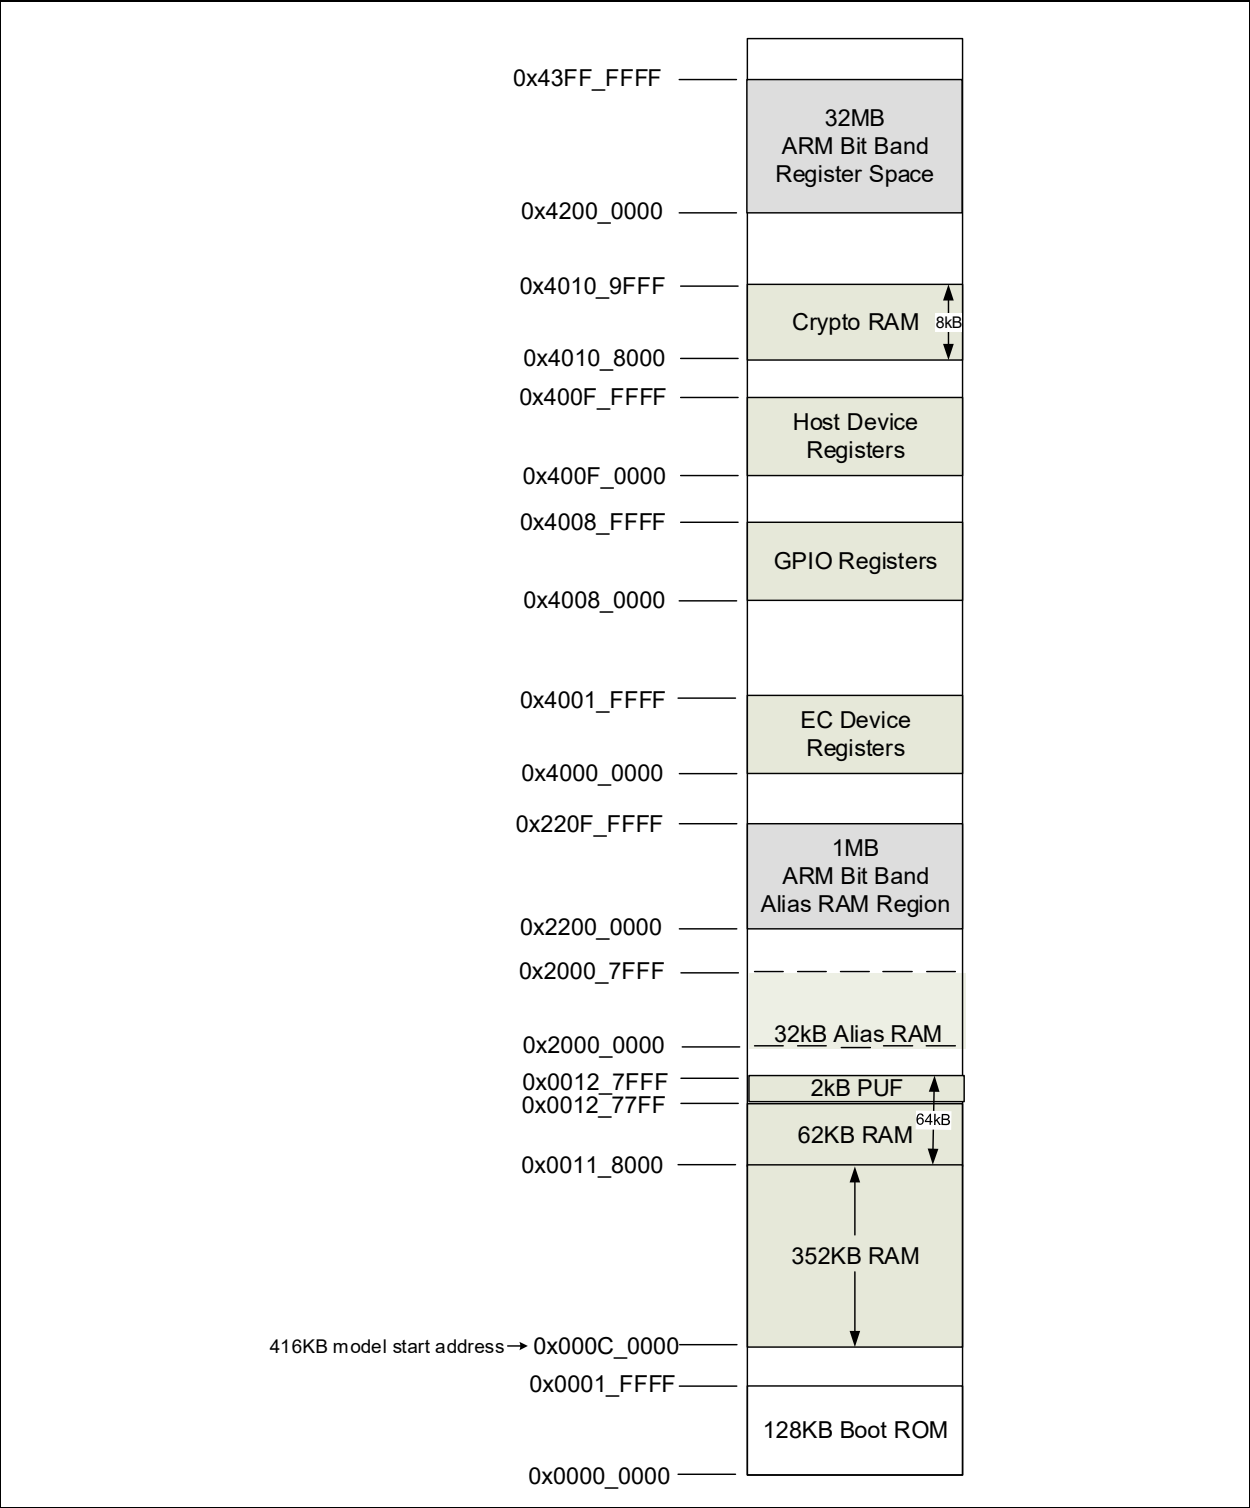 0x43FF_FFFF
32MB
ARM Bit Band
Register Space
0x4200_0000
0x4010_9FFF
Crypto RAM
8kB
0x4010_8000
0x400F_FFFF
Host Device
Registers
0x400F_0000
0x4008_FFFF
GPIO Registers
0x4008_0000
0x4001_FFFF
EC Device
Registers
0x4000_0000
0x220F_FFFF
1MB
ARM Bit Band
Alias RAM Region
0x2200_0000
0x2000_7FFF
32kB Alias RAM
0x2000_0000
0x0012_7FFF
2kB PUF
0x0012_77FF
64kB
62KB RAM
0x0011_8000
352KB RAM
416KB model start address 0x000C_0000
0x0001_FFFF
128KB Boot ROM
0x0000_0000